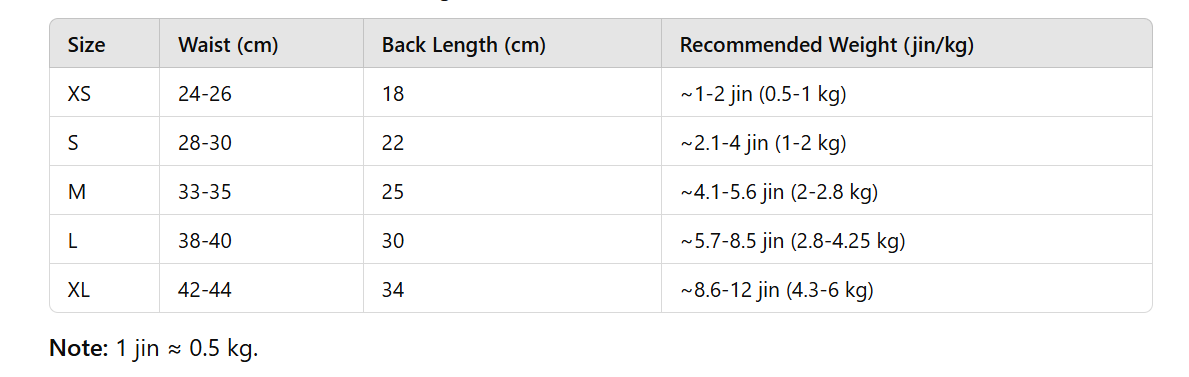 Size Waist (cm) Back Length (cm) Recommended Weight (jin/kg)
XS 24-26 18 ~1-2 jin (0.5-1 kg)
S 28-30 22 ~2.1-4 jin (1-2 kg)
M 33-35 25 ~4.1-5.6 jin (2-2.8 kg)
L 38-40 30 ~5.7-8.5 jin (2.8-4.25 kg)
XL 42-44 34 ~8.6-12 jin (4.3-6 kg)
Note: 1 jin ≈ 0.5 kg.